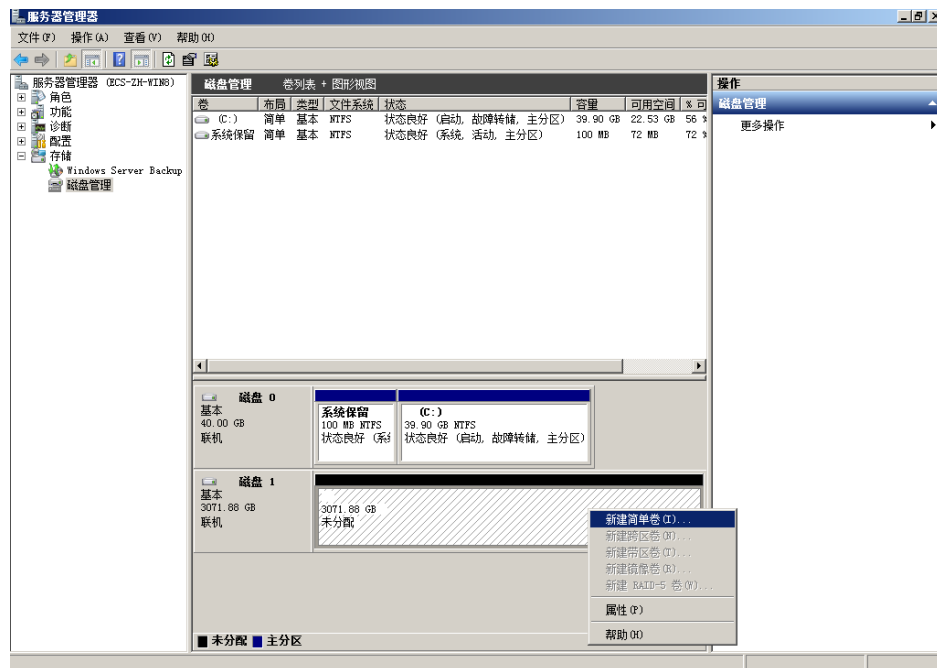 服务器管理器
文件(F) 操作(A) 查看(V) 帮助(H)
服务器管理器 (ECS-ZH-WIN8)
角色
功能
诊断
配置
存储
Windows Server Backup
磁盘管理
磁盘管理 卷列表 + 图形视图
卷 布局 类型 文件系统 状态 容量 可用空间 % 可
(C:) 简单 基本 NTFS 状态良好 (启动, 故障转储, 主分区) 39.90 GB 22.53 GB 56 %
系统保留 简单 基本 NTFS 状态良好 (系统, 活动, 主分区) 100 MB 72 MB 72 %
磁盘 0
基本
40.00 GB
联机
系统保留
100 MB NTFS
状态良好 (系统
(C:)
39.90 GB NTFS
状态良好 (启动, 故障转储, 主分区)
磁盘 1
基本
3071.88 GB
联机
3071.88 GB
未分配
新建简单卷(I)...
新建跨区卷(N)...
新建带区卷(T)...
新建镜像卷(R)...
新建 RAID-5 卷(W)...
属性(P)
帮助(H)
未分配 主分区
操作
磁盘管理
更多操作